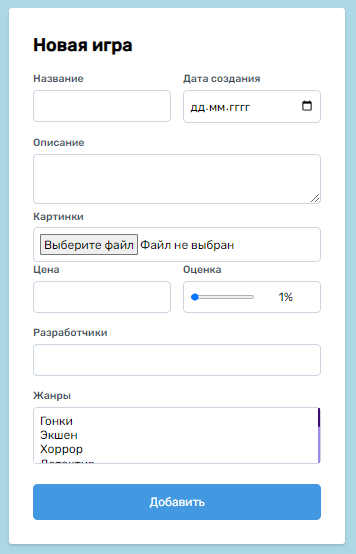 Новая игра
Название Дата создания
дд.мм.гггг
Описание
Картинки
Выберите файл Файл не выбран
Цена Оценка
1%
Разработчики
Жанры
Гонки
Экшен
Хоррор
Детектив
Добавить